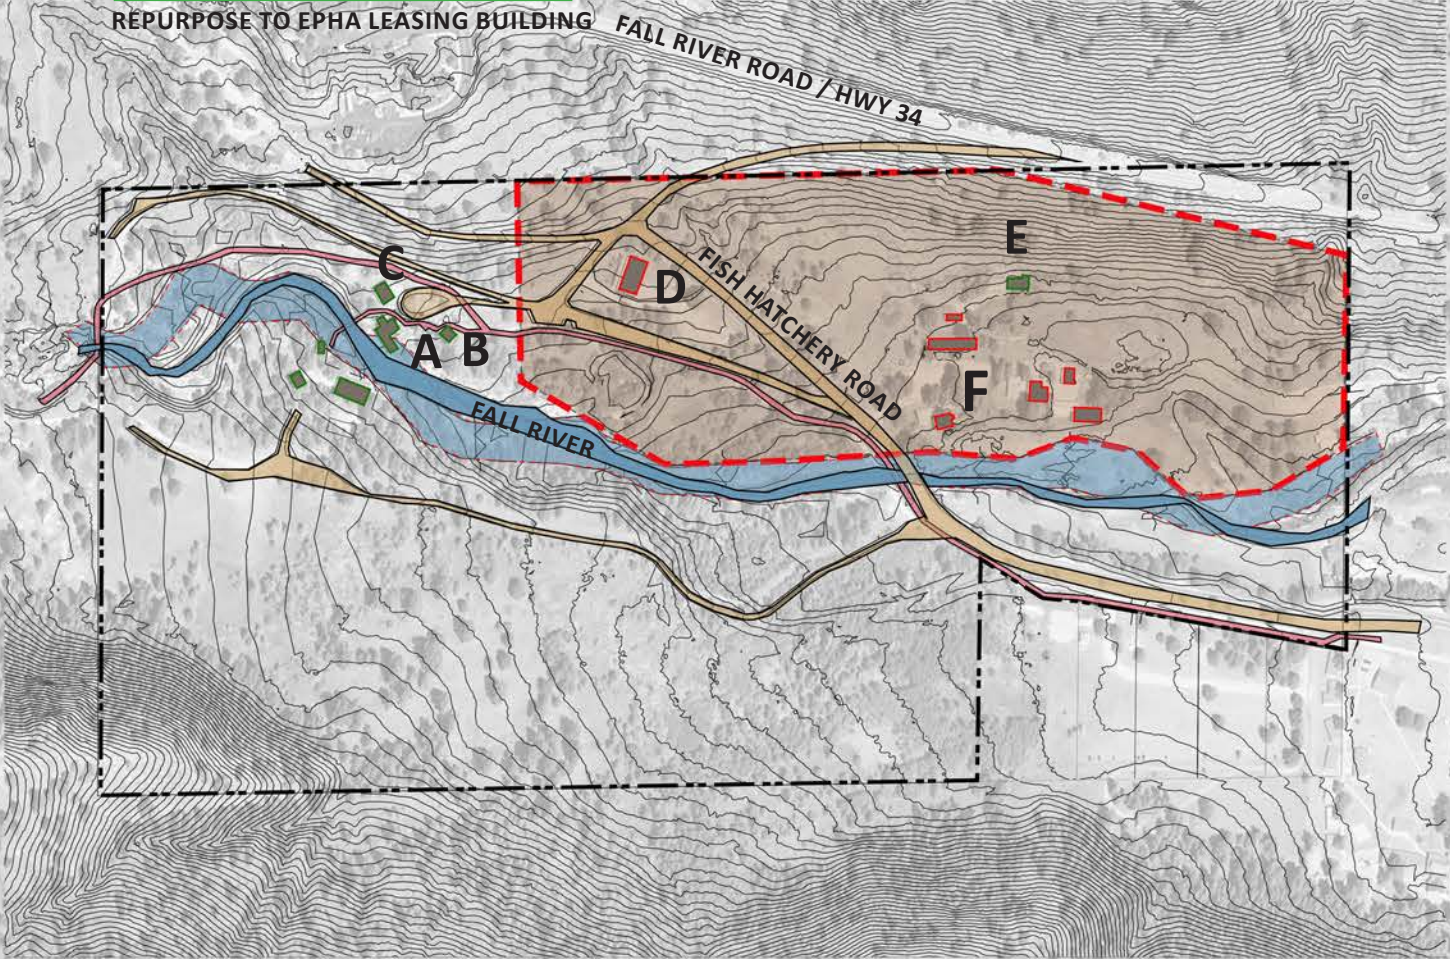 REPURPOSE TO EPHA LEASING BUILDING
FALL RIVER ROAD / HWY 34
E
C
D
FISH HATCHERY ROAD
A B
F
FALL RIVER